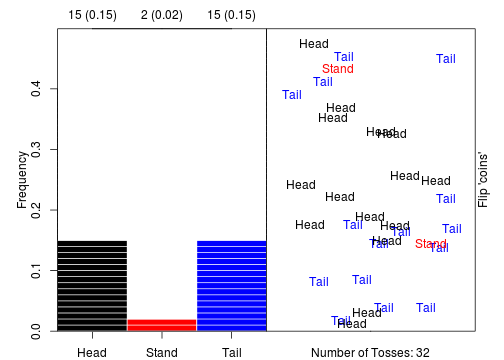 15 (0.15) 2 (0.02) 15 (0.15)
Frequency
0.4
0.3
0.2
0.1
0.0
Head Stand Tail
Head
Tail
Tail
Stand
Tail
Tail
Head
Head
Head
Head
Head
Head
Head
Head
Tail
Head
Head
Tail
Head
Tail
Tail
Head
Tail
Stand
Tail
Tail
Tail
Tail
Tail
Head
Tail
Head
Flip 'coins'
Number of Tosses: 32